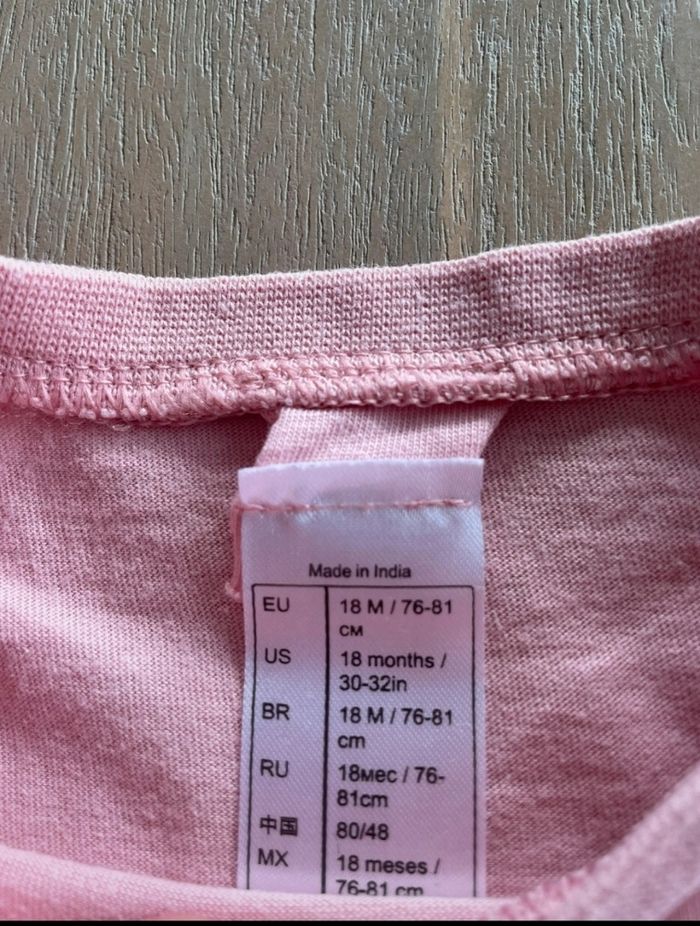 Made in India
EU 18 M / 76-81
см
US 18 months /
30-32in
BR 18 M / 76-81
cm
RU 18мес / 76-
81cm
中国 80/48
MX 18 meses /
76-81 cm